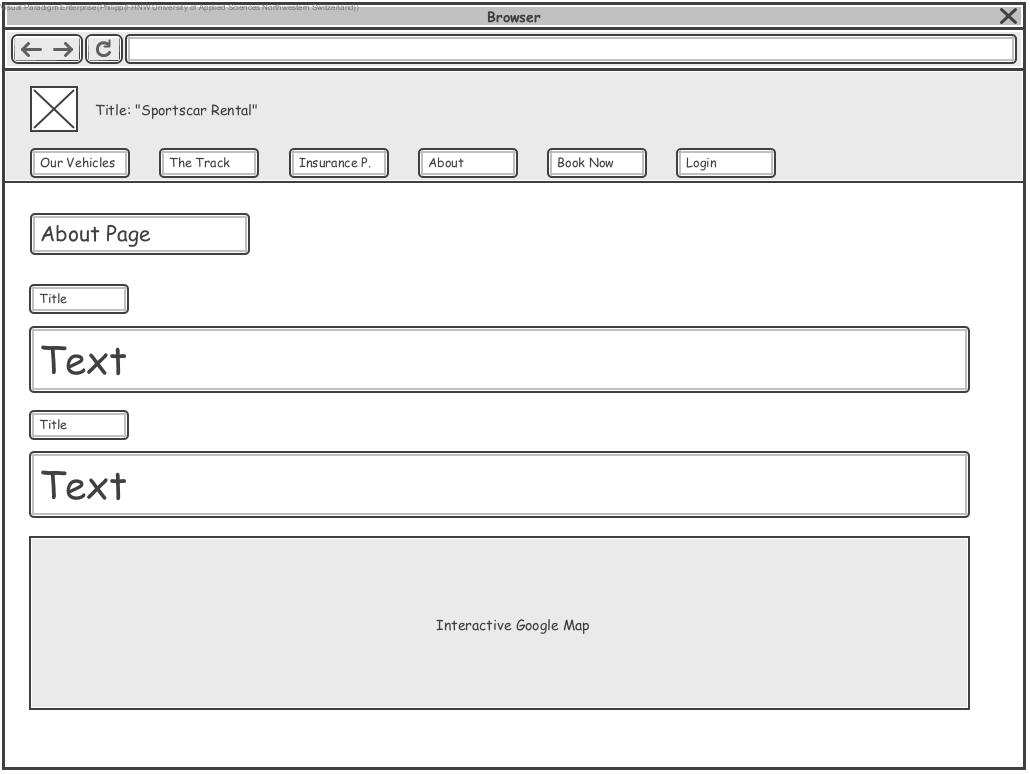 Visual Paradigm Enterprise(Philipp(FHNW University of Applied Sciences Northwestern Switzerland))
Browser
Title: "Sportscar Rental"
Our Vehicles The Track Insurance P. About Book Now Login
About Page
Title
Text
Title
Text
Interactive Google Map